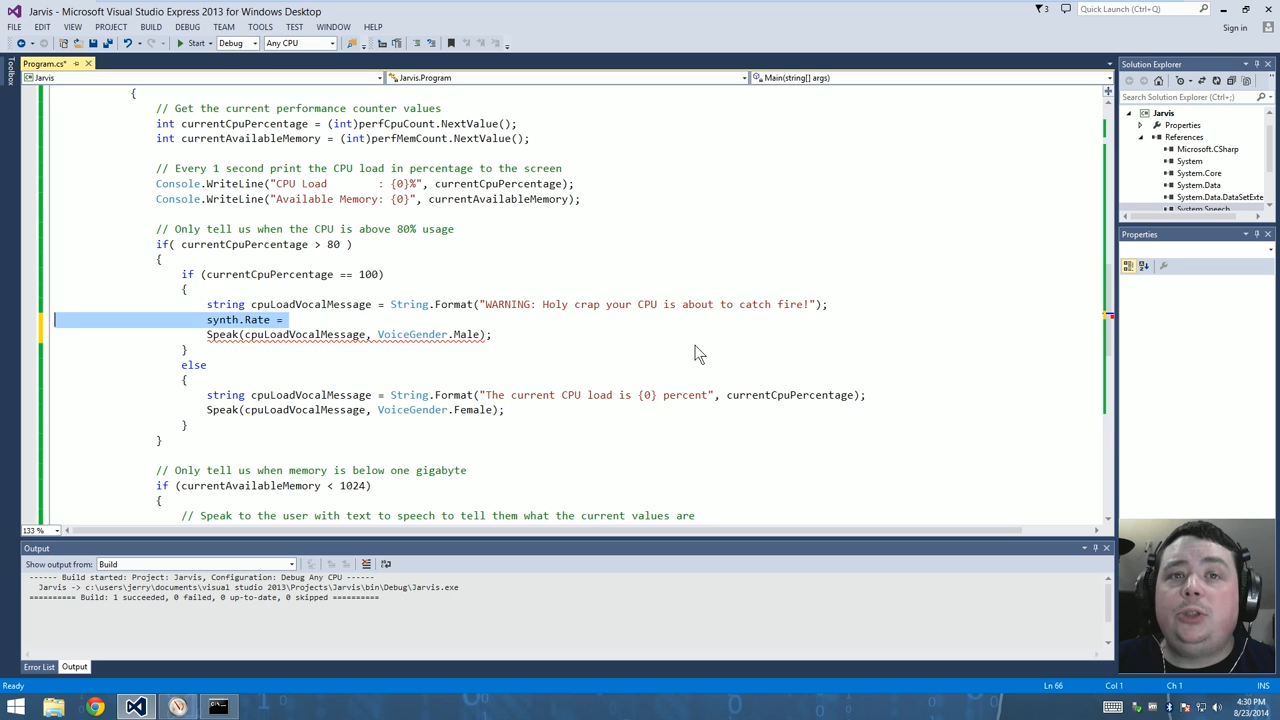 Jarvis - Microsoft Visual Studio Express 2013 for Windows Desktop
3
Quick Launch (Ctrl+Q)
FILE EDIT VIEW PROJECT BUILD DEBUG TEAM TOOLS TEST WINDOW HELP
Sign in
Start Debug Any CPU
Toolbox
Program.cs*
Jarvis
Jarvis.Program
Main(string[] args)
{
// Get the current performance counter values
int currentCpuPercentage = (int)perfCpuCount.NextValue();
int currentAvailableMemory = (int)perfMemCount.NextValue();
// Every 1 second print the CPU load in percentage to the screen
Console.WriteLine("CPU Load        : {0}%", currentCpuPercentage);
Console.WriteLine("Available Memory: {0}", currentAvailableMemory);
// Only tell us when the CPU is above 80% usage
if( currentCpuPercentage > 80 )
{
if (currentCpuPercentage == 100)
{
string cpuLoadVocalMessage = String.Format("WARNING: Holy crap your CPU is about to catch fire!");
synth.Rate =
Speak(cpuLoadVocalMessage, VoiceGender.Male);
}
else
{
string cpuLoadVocalMessage = String.Format("The current CPU load is {0} percent", currentCpuPercentage);
Speak(cpuLoadVocalMessage, VoiceGender.Female);
}
}
// Only tell us when memory is below one gigabyte
if (currentAvailableMemory < 1024)
{
// Speak to the user with text to speech to tell them what the current values are
133 %
Solution Explorer
Search Solution Explorer (Ctrl+;)
Jarvis
Properties
References
Microsoft.CSharp
System
System.Core
System.Data
System.Data.DataSetExte
System.Speech
Properties
Output
Show output from: Build
------ Build started: Project: Jarvis, Configuration: Debug Any CPU ------
Jarvis -> c:\users\jerry\documents\visual studio 2013\Projects\Jarvis\bin\Debug\Jarvis.exe
========== Build: 1 succeeded, 0 failed, 0 up-to-date, 0 skipped ==========
Error List Output
Ready
Ln 66 Col 1 Ch 1 INS
4:30 PM
8/23/2014